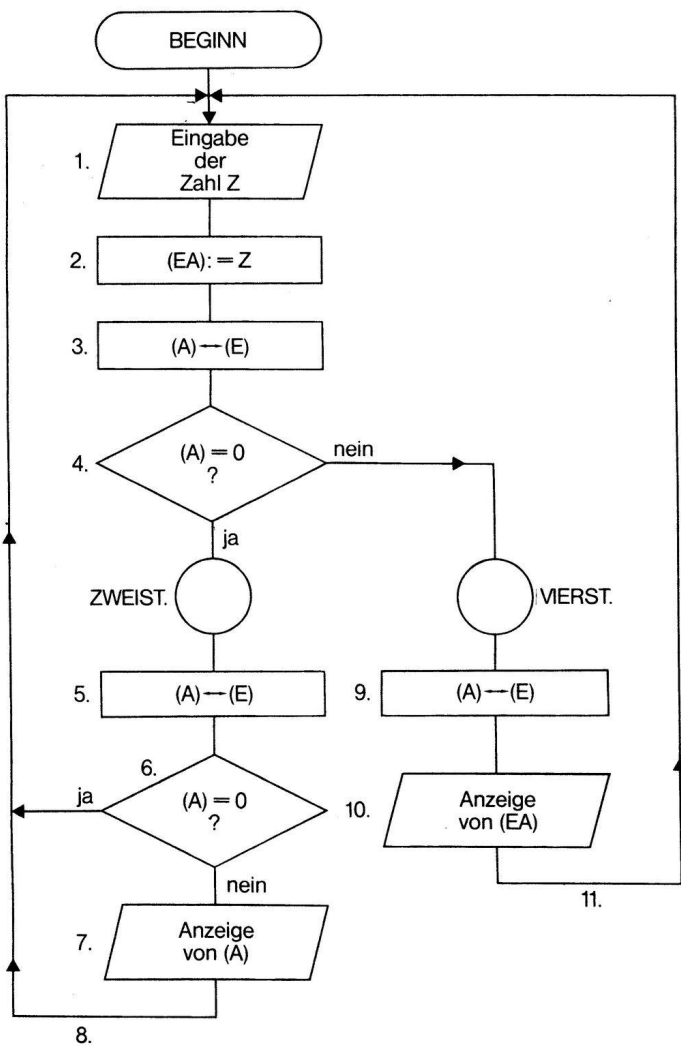 BEGINN
1.
Eingabe
der
Zahl Z
2.
(EA): = Z
3.
(A) ↔ (E)
4.
(A) = 0
?
nein
ja
ZWEIST.
VIERST.
5.
(A) ↔ (E)
9.
(A) ↔ (E)
6.
ja
(A) = 0
?
nein
10.
Anzeige
von (EA)
11.
7.
Anzeige
von (A)
8.